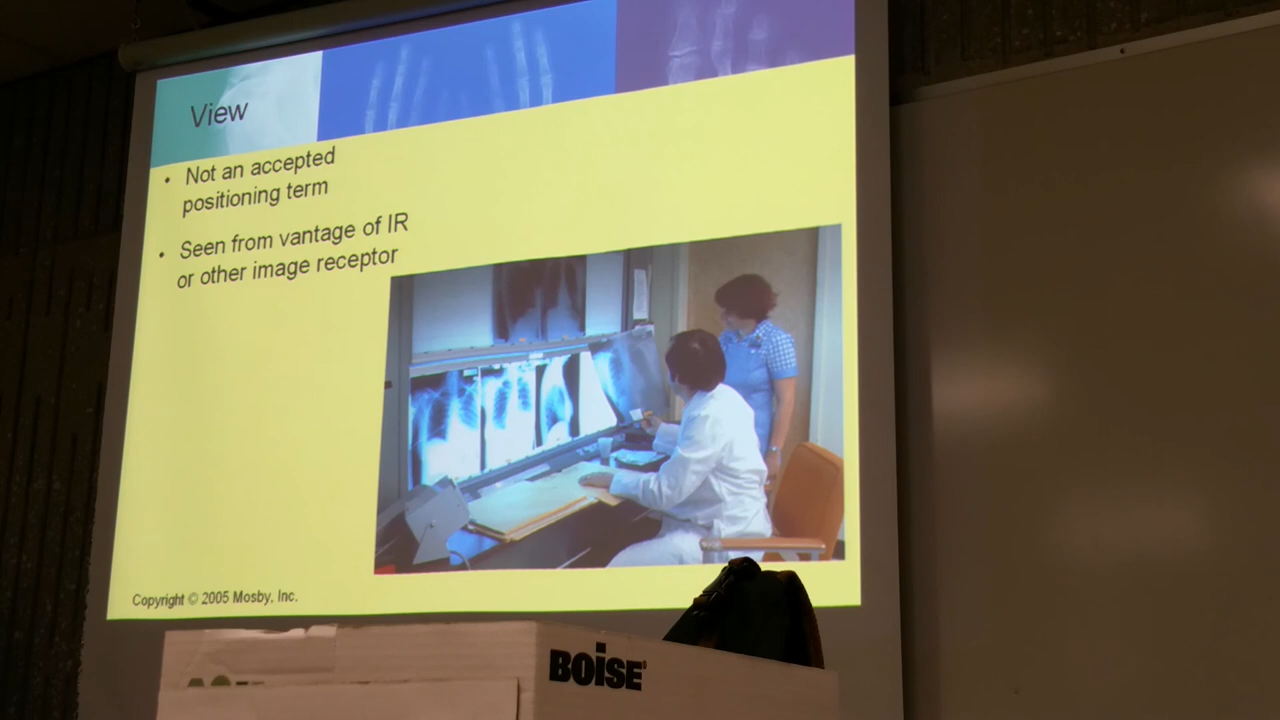 View
• Not an accepted
positioning term
• Seen from vantage of IR
or other image receptor
Copyright © 2005 Mosby, Inc.
BOiSE